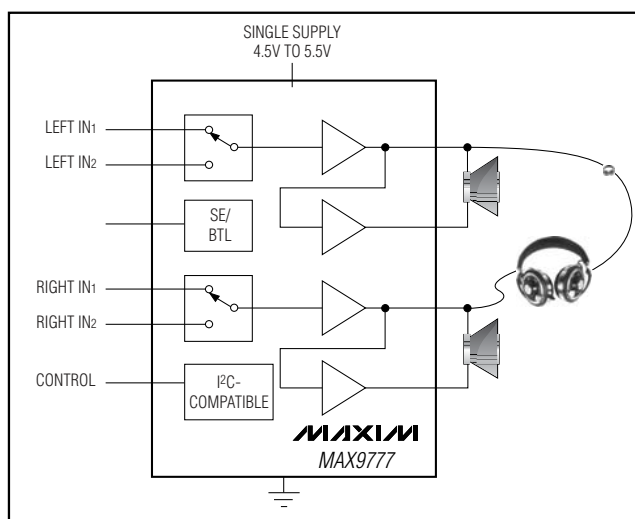 SINGLE SUPPLY
4.5V TO 5.5V
LEFT IN1
LEFT IN2
SE/
BTL
RIGHT IN1
RIGHT IN2
CONTROL
I²C-
COMPATIBLE
MAXIM
MAX9777